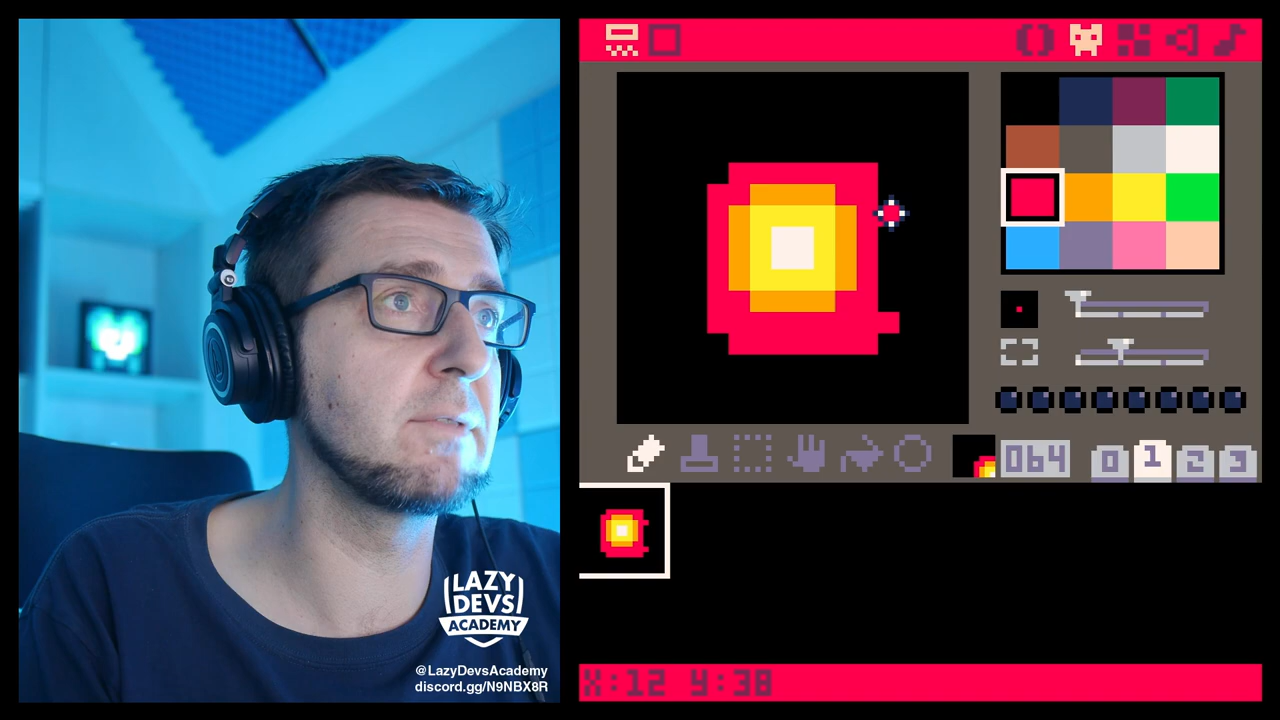 LAZY
DEVS
ACADEMY
@LazyDevsAcademy
discord.gg/N9NBX8R
064
0
1
2
3
X:12 Y:38